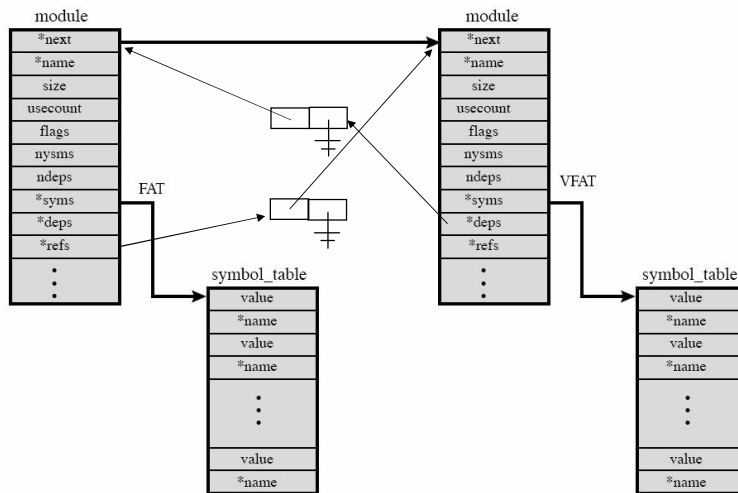 module
*next
*name
size
usecount
flags
nysms
ndeps
*syms
*deps
*refs
FAT
symbol_table
value
*name
value
*name
value
*name
module
*next
*name
size
usecount
flags
nysms
ndeps
*syms
*deps
*refs
VFAT
symbol_table
value
*name
value
*name
value
*name